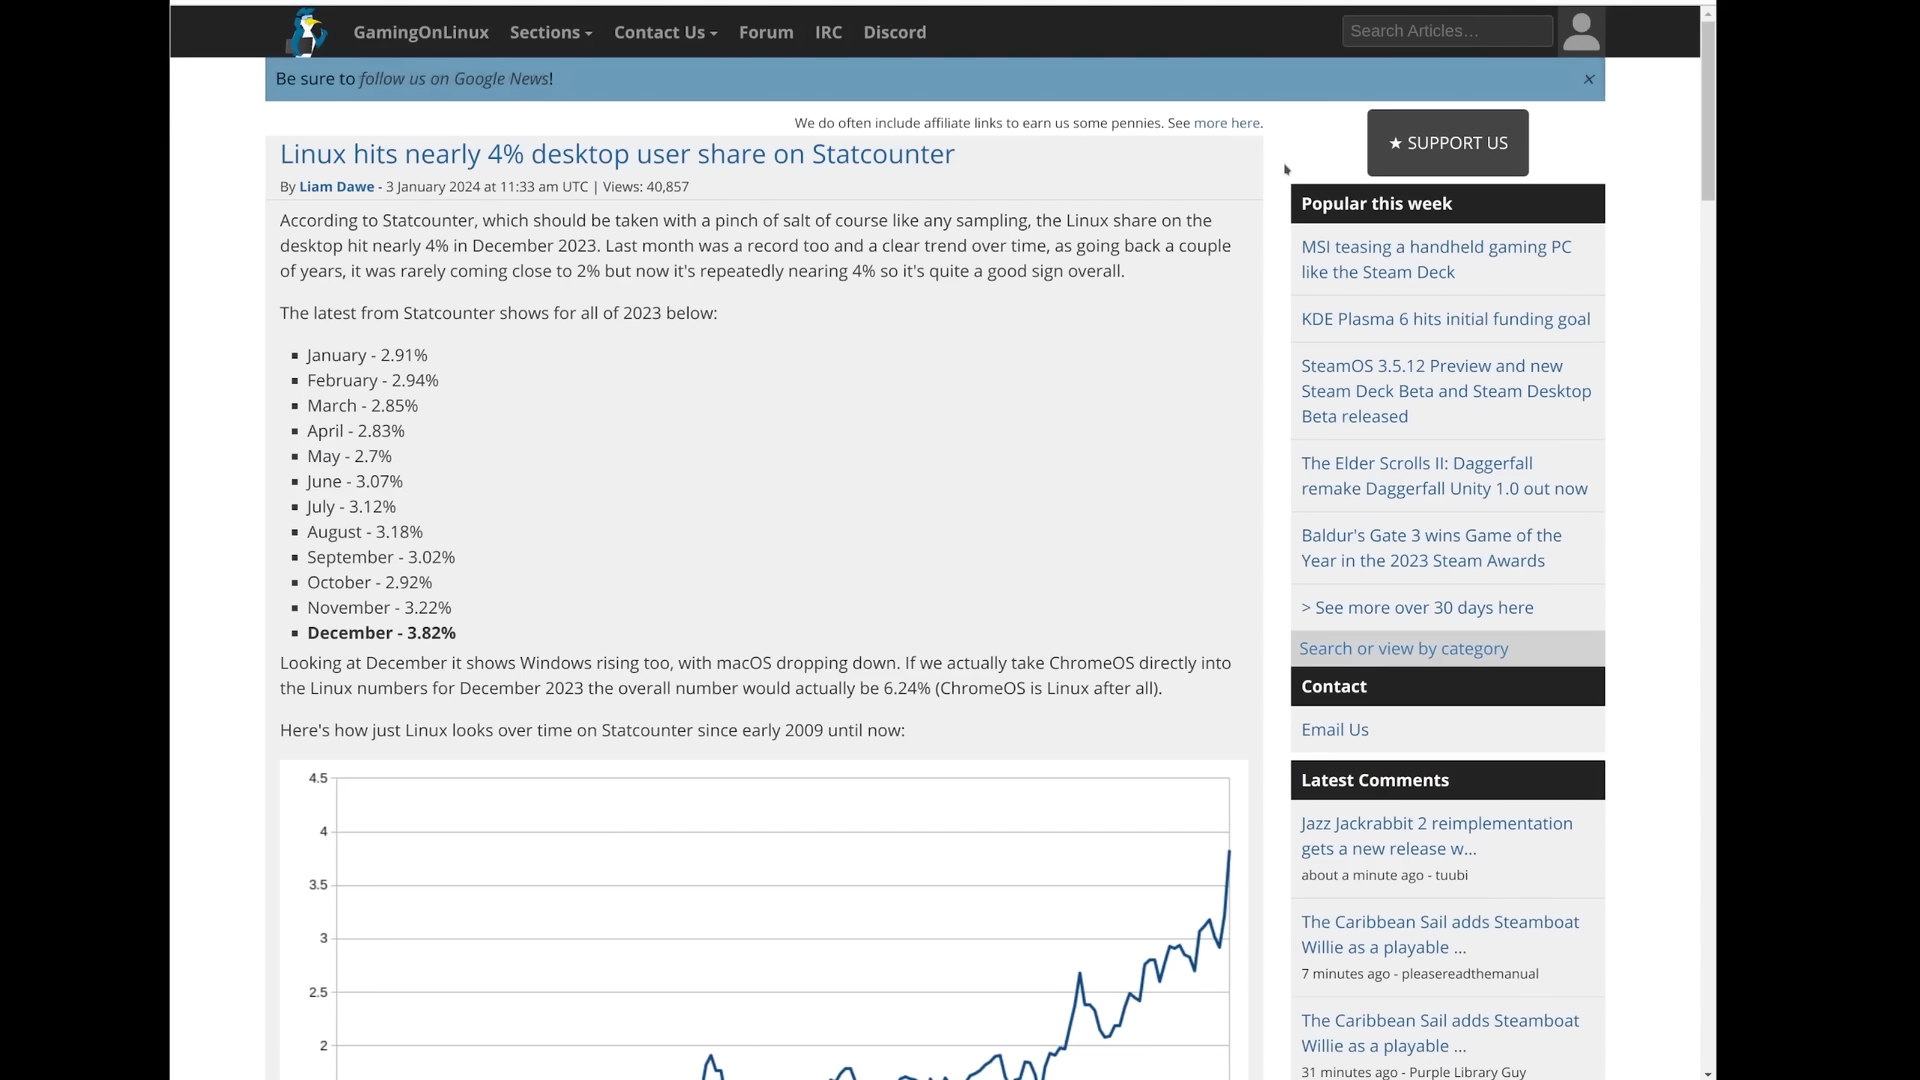 GamingOnLinux Sections Contact Us Forum IRC Discord Search Articles...
Be sure to follow us on Google News! ×
We do often include affiliate links to earn us some pennies. See more here.
★ SUPPORT US
Linux hits nearly 4% desktop user share on Statcounter
By Liam Dawe - 3 January 2024 at 11:33 am UTC | Views: 40,857
According to Statcounter, which should be taken with a pinch of salt of course like any sampling, the Linux share on the
desktop hit nearly 4% in December 2023. Last month was a record too and a clear trend over time, as going back a couple
of years, it was rarely coming close to 2% but now it's repeatedly nearing 4% so it's quite a good sign overall.
The latest from Statcounter shows for all of 2023 below:
▪ January - 2.91%
▪ February - 2.94%
▪ March - 2.85%
▪ April - 2.83%
▪ May - 2.7%
▪ June - 3.07%
▪ July - 3.12%
▪ August - 3.18%
▪ September - 3.02%
▪ October - 2.92%
▪ November - 3.22%
▪ December - 3.82%
Looking at December it shows Windows rising too, with macOS dropping down. If we actually take ChromeOS directly into
the Linux numbers for December 2023 the overall number would actually be 6.24% (ChromeOS is Linux after all).
Here's how just Linux looks over time on Statcounter since early 2009 until now:
4.5
4
3.5
3
2.5
2
Popular this week
MSI teasing a handheld gaming PC
like the Steam Deck
KDE Plasma 6 hits initial funding goal
SteamOS 3.5.12 Preview and new
Steam Deck Beta and Steam Desktop
Beta released
The Elder Scrolls II: Daggerfall
remake Daggerfall Unity 1.0 out now
Baldur's Gate 3 wins Game of the
Year in the 2023 Steam Awards
> See more over 30 days here
Search or view by category
Contact
Email Us
Latest Comments
Jazz Jackrabbit 2 reimplementation
gets a new release w...
about a minute ago - tuubi
The Caribbean Sail adds Steamboat
Willie as a playable ...
7 minutes ago - pleasereadthemanual
The Caribbean Sail adds Steamboat
Willie as a playable ...
31 minutes ago - Purple Library Guy